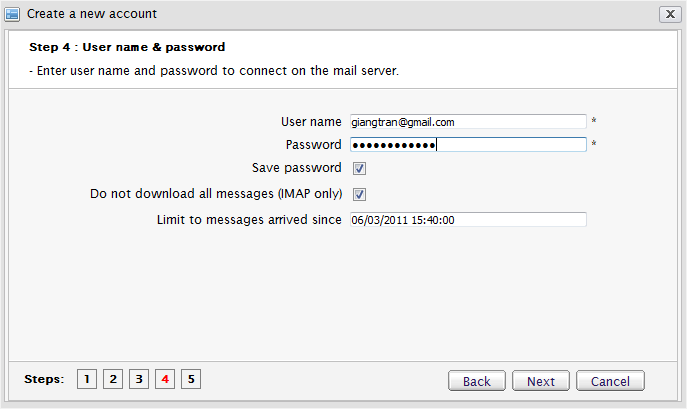 Create a new account
Step 4 : User name & password
- Enter user name and password to connect on the mail server.
User name giangtran@gmail.com *
Password ●●●●●●●●●●●● *
Save password
Do not download all messages (IMAP only)
Limit to messages arrived since 06/03/2011 15:40:00
Steps: 1 2 3 4 5 Back Next Cancel